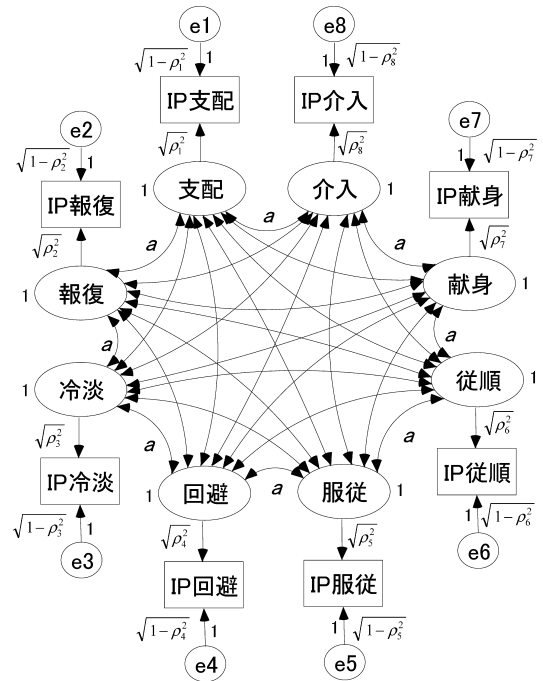 e1
e8
√1-ρ₁²
1
1
√1-ρ₈²
IP支配
IP介入
e2
e7
√ρ₁²
√ρ₈²
√1-ρ₂²
1
1
√1-ρ₇²
IP報復
1
支配
a
介入
1
IP献身
√ρ₂²
a
a
√ρ₇²
1
報復
献身
1
a
a
1
冷淡
従順
1
√ρ₃²
a
a
√ρ₆²
IP冷淡
1
回避
a
服従
1
IP従順
√1-ρ₃²
1
√ρ₄²
√ρ₅²
1
√1-ρ₆²
e3
e6
IP回避
IP服従
√1-ρ₄²
1
1
√1-ρ₅²
e4
e5